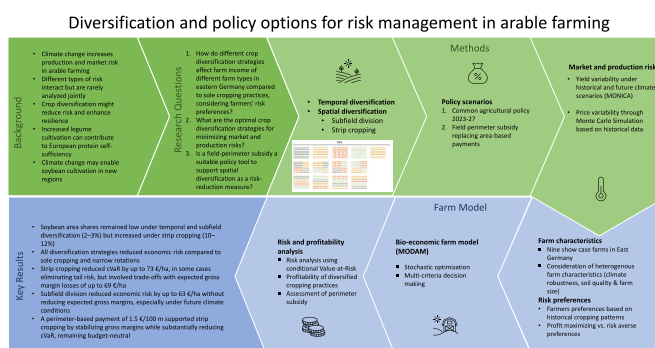 Diversification and policy options for risk management in arable farming
Background
• Climate change increases
production and market risk
in arable farming
• Different types of risk
interact but are rarely
analyzed jointly
• Crop diversification might
reduce risk and enhance
resilience
• Increased legume
cultivation can contribute
to European protein self-
sufficiency
• Climate change may enable
soybean cultivation in new
regions
Research Questions
1. How do different crop
diversification strategies
affect farm income of
different farm types in
eastern Germany compared
to sole cropping practices,
considering farmers' risk
preferences?
2. What are the optimal crop
diversification strategies for
minimizing market and
production risks?
3. Is a field-perimeter subsidy a
suitable policy tool to
support spatial
diversification as a risk-
reduction measure?
Methods
• Temporal diversification
• Spatial diversification
• Subfield division
• Strip cropping
Policy scenarios
1. Common agricultural policy
2023-27
2. Field perimeter subsidy
replacing area-based
payments
Market and production risk
• Yield variability under
historical and future climate
scenarios (MONICA)
• Price variability through
Monte Carlo Simulation
based on historical data
Farm Model
Farm characteristics
▪ Nine show case farms in East
Germany
▪ Consideration of heterogenous
farm characteristics (climate
robustness, soil quality & farm
size)
Risk preferences
• Farmers preferences based on
historical cropping patterns
• Profit maximizing vs. risk averse
preferences
Bio-economic farm model
(MODAM)
▪ Stochastic optimization
▪ Multi-criteria decision
making
Risk and profitability
analysis
▪ Risk analysis using
conditional Value-at-Risk
▪ Profitability of diversified
cropping practices
▪ Assessment of perimeter
subsidy
Key Results
• Soybean area shares remained low under temporal and subfield
diversification (2–3%) but increased under strip cropping (10–
12%)
• All diversification strategies reduced economic risk compared to
sole cropping and narrow rotations
• Strip cropping reduced cVaR by up to 73 €/ha, in some cases
eliminating tail risk, but involved trade-offs with expected gross
margin losses of up to 69 €/ha
• Subfield division reduced economic risk by up to 63 €/ha without
reducing expected gross margins, especially under future climate
conditions
• A perimeter-based payment of 1.5 €/100 m supported strip
cropping by stabilizing gross margins while substantially reducing
cVaR, remaining budget-neutral